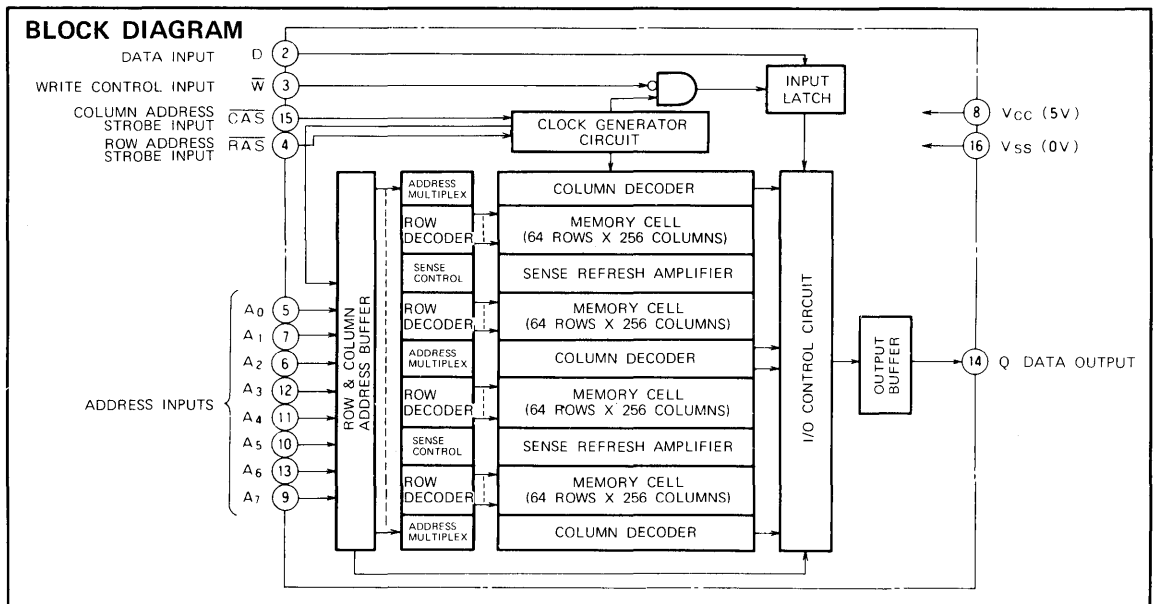 BLOCK DIAGRAM
DATA INPUT D 2
WRITE CONTROL INPUT W̅ 3
COLUMN ADDRESS
STROBE INPUT C̅A̅S̅ 15
ROW ADDRESS
STROBE INPUT R̅A̅S̅ 4
INPUT
LATCH
CLOCK GENERATOR
CIRCUIT
8 VCC (5V)
16 VSS (0V)
ADDRESS INPUTS
A0 5
A1 7
A2 6
A3 12
A4 11
A5 10
A6 13
A7 9
ROW & COLUMN
ADDRESS BUFFER
ADDRESS
MULTIPLEX
COLUMN DECODER
ROW
DECODER
MEMORY CELL
(64 ROWS X 256 COLUMNS)
SENSE
CONTROL
SENSE REFRESH AMPLIFIER
ROW
DECODER
MEMORY CELL
(64 ROWS X 256 COLUMNS)
ADDRESS
MULTIPLEX
COLUMN DECODER
ROW
DECODER
MEMORY CELL
(64 ROWS X 256 COLUMNS)
SENSE
CONTROL
SENSE REFRESH AMPLIFIER
ROW
DECODER
MEMORY CELL
(64 ROWS X 256 COLUMNS)
ADDRESS
MULTIPLEX
COLUMN DECODER
I/O CONTROL CIRCUIT
OUTPUT
BUFFER
14 Q DATA OUTPUT